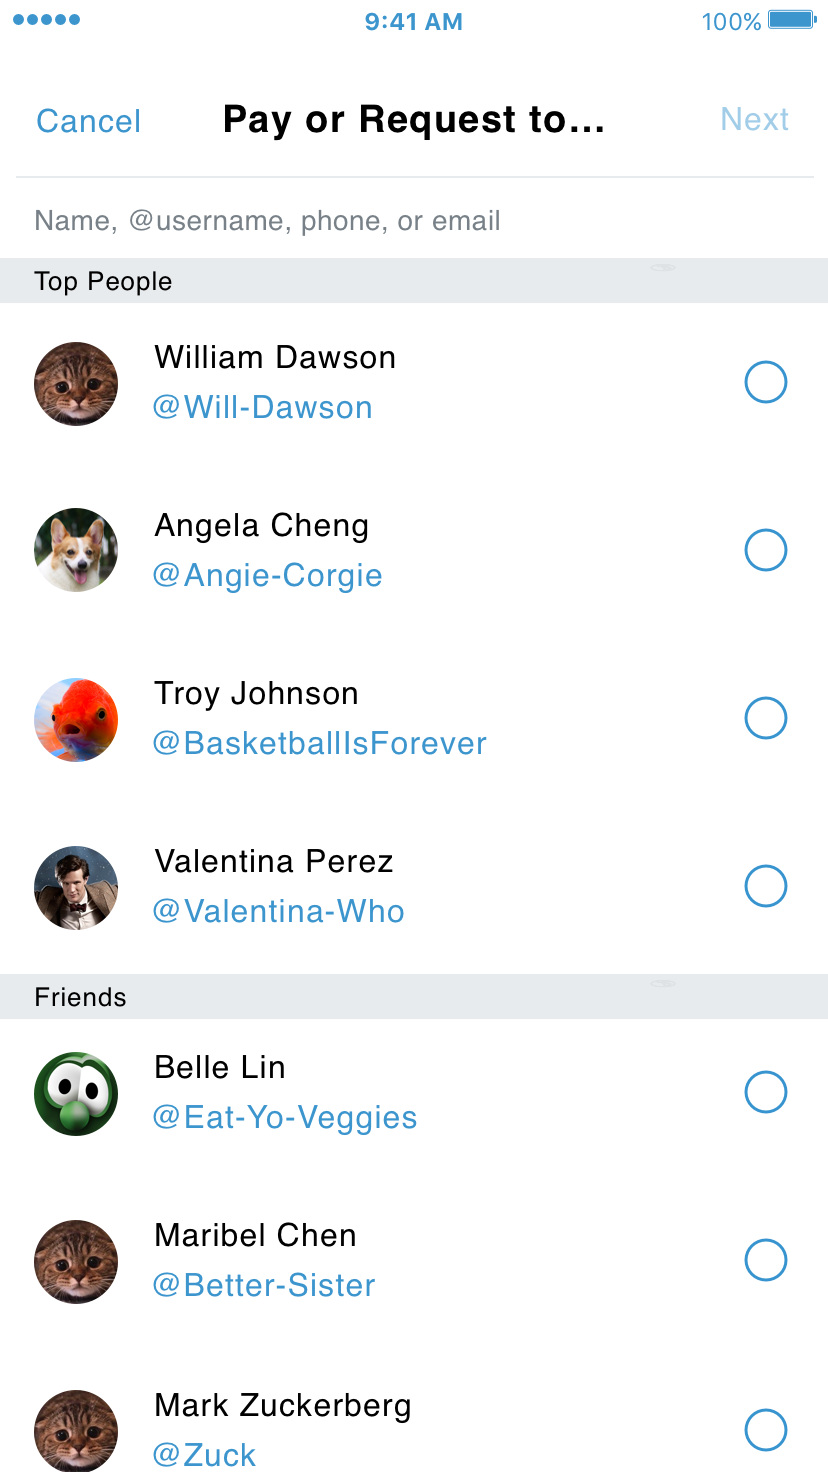 9:41 AM 100%
Cancel Pay or Request to... Next
Name, @username, phone, or email
Top People
William Dawson
@Will-Dawson
Angela Cheng
@Angie-Corgie
Troy Johnson
@BasketballIsForever
Valentina Perez
@Valentina-Who
Friends
Belle Lin
@Eat-Yo-Veggies
Maribel Chen
@Better-Sister
Mark Zuckerberg
@Zuck